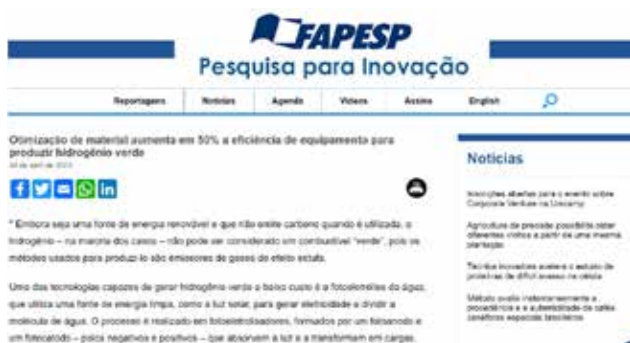 FAPESP
Pesquisa para Inovação
Reportagens Notícias Agenda Vídeos Assine English
Otimização de material aumenta em 50% a eficiência de equipamento para
produzir hidrogênio verde
Notícias
Inscrições abertas para o evento sobre
Corporate Venture na Unicamp
Agricultura de precisão possibilita obter
diferentes vinhos a partir de uma mesma
plantação
Técnica inovadora acelera o estudo de
proteínas de difícil acesso na célula
Método avalia instantaneamente a
procedência e a autenticidade de cafés
canéforas especiais brasileiros
* Embora seja uma fonte de energia renovável e que não emite carbono quando é utilizada, o
hidrogênio – na maioria dos casos – não pode ser considerado um combustível "verde", pois os
métodos usados para produzi-lo são emissores de gases de efeito estufa.
Uma das tecnologias capazes de gerar hidrogênio verde a baixo custo é a fotoeletrólise da água,
que utiliza uma fonte de energia limpa, como a luz solar, para gerar eletricidade e dividir a
molécula de água. O processo é realizado em fotoeletrolisadores, formados por um fotoanodo e
um fotocatodo – polos negativos e positivos – que absorvem a luz e a transformam em cargas.